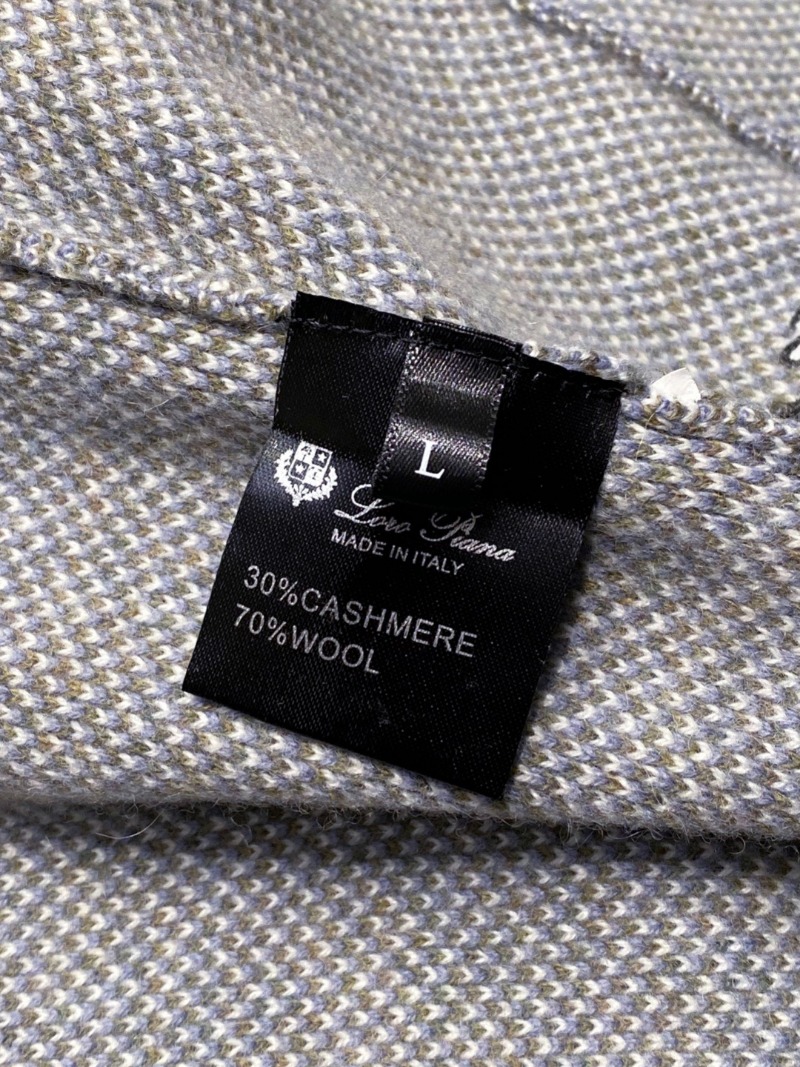 L
Loro Piana
MADE IN ITALY
30%CASHMERE
70%WOOL